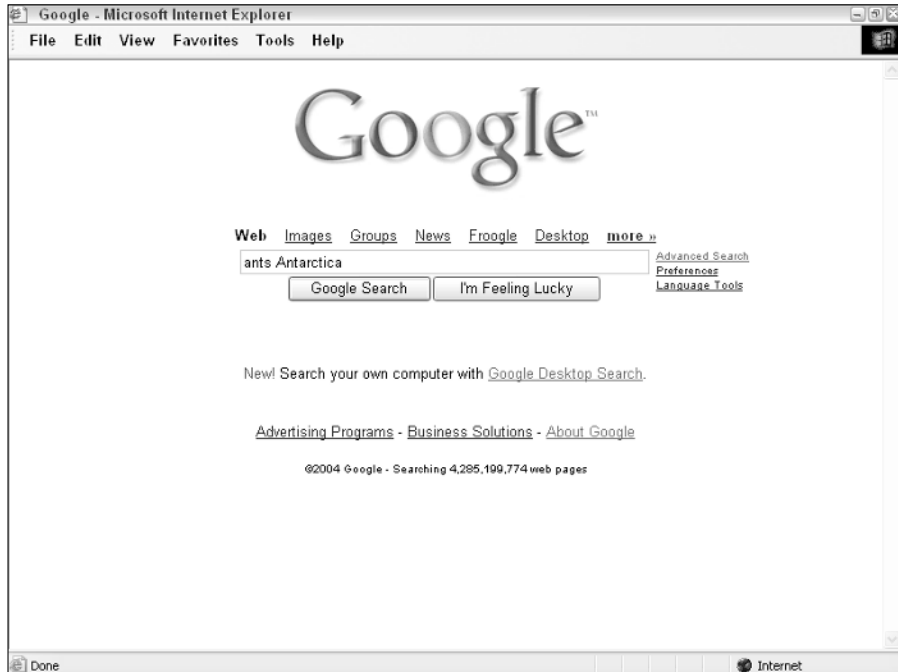 Google - Microsoft Internet Explorer
File Edit View Favorites Tools Help
Google™
Web Images Groups News Froogle Desktop more »
ants Antarctica
Advanced Search
Preferences
Language Tools
Google Search I'm Feeling Lucky
New! Search your own computer with Google Desktop Search.
Advertising Programs - Business Solutions - About Google
©2004 Google - Searching 4,285,199,774 web pages
Done Internet